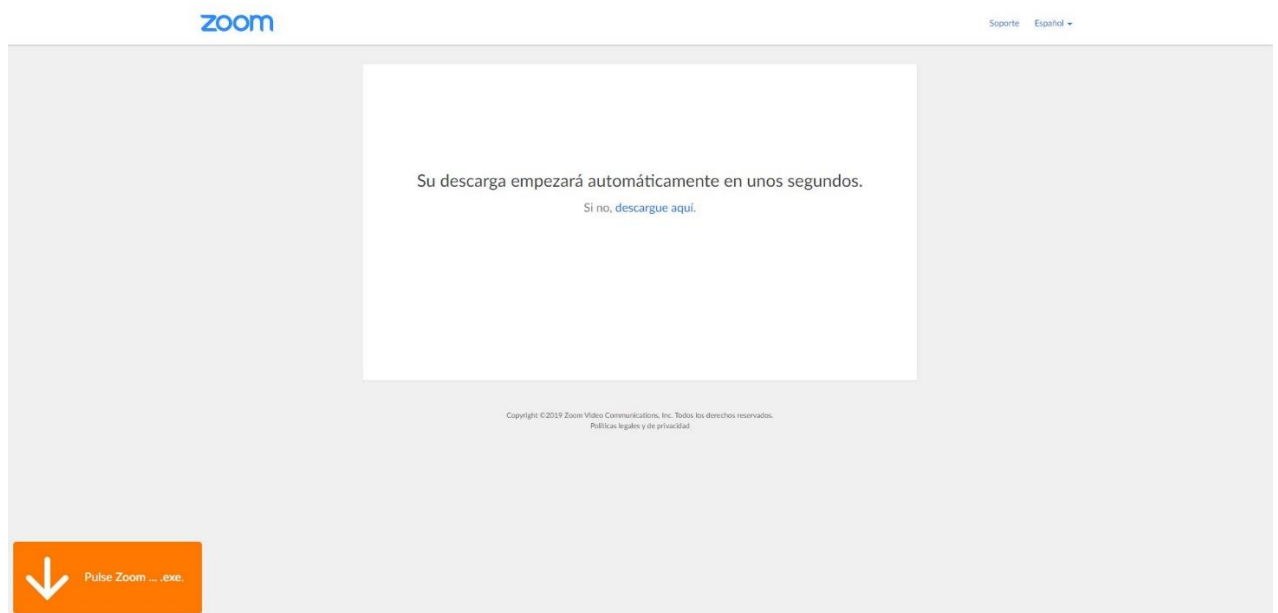 zoom
Soporte Español
Su descarga empezará automáticamente en unos segundos.
Si no, descargue aquí.
Copyright ©2019 Zoom Video Communications, Inc. Todos los derechos reservados.
Políticas legales y de privacidad
Pulse Zoom ... .exe.